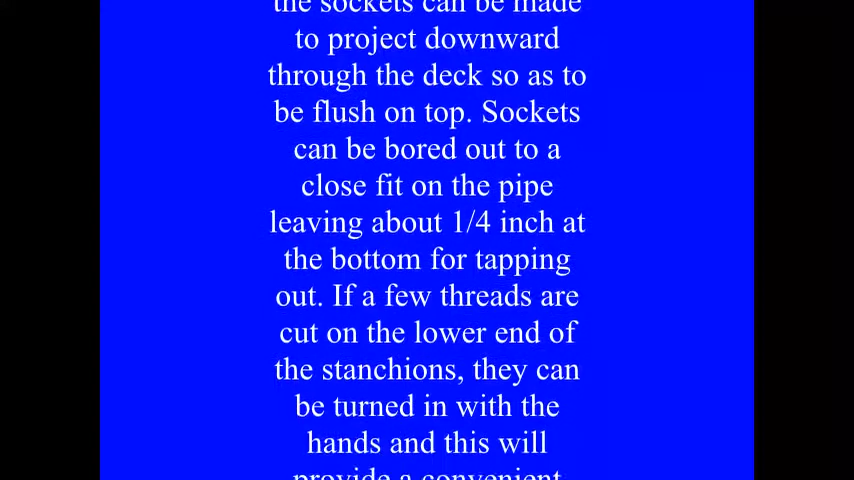 the sockets can be made
to project downward
through the deck so as to
be flush on top. Sockets
can be bored out to a
close fit on the pipe
leaving about 1/4 inch at
the bottom for tapping
out. If a few threads are
cut on the lower end of
the stanchions, they can
be turned in with the
hands and this will
provide a convenient